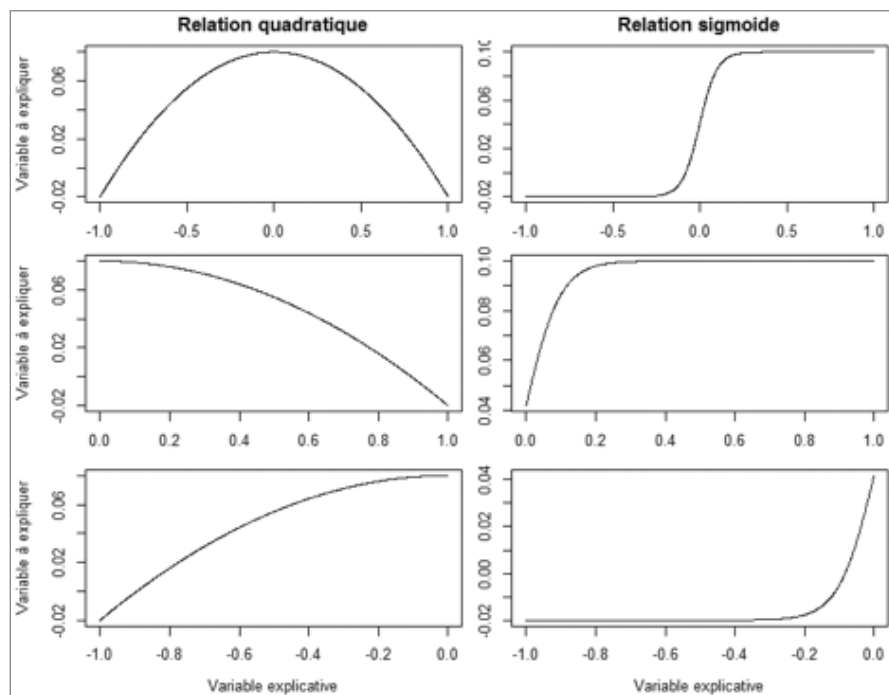 Relation quadratique
Relation sigmoide
Variable à expliquer
-0.02 0.02 0.06
-1.0 -0.5 0.0 0.5 1.0
-0.02 0.02 0.06 0.10
-1.0 -0.5 0.0 0.5 1.0
Variable à expliquer
-0.02 0.02 0.06
0.0 0.2 0.4 0.6 0.8 1.0
0.04 0.06 0.08 0.10
0.0 0.2 0.4 0.6 0.8 1.0
Variable à expliquer
-0.02 0.02 0.06
-1.0 -0.8 -0.6 -0.4 -0.2 0.0
-0.02 0.00 0.02 0.04
-1.0 -0.8 -0.6 -0.4 -0.2 0.0
Variable explicative
Variable explicative